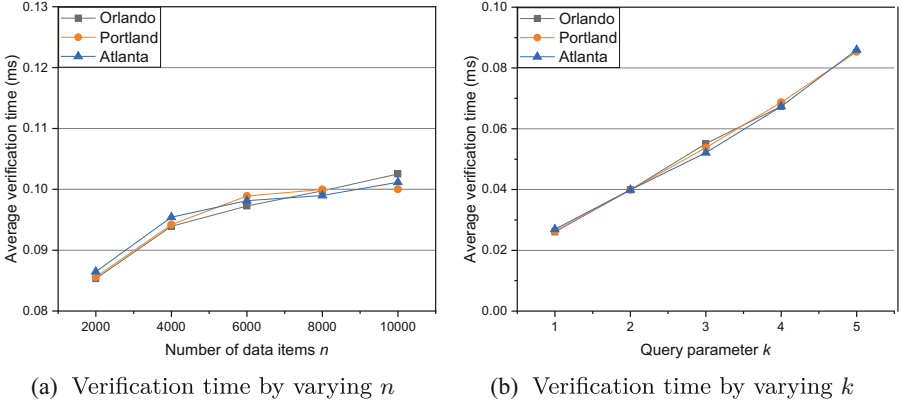 0.13
0.12
0.11
0.10
0.09
0.08
Average verification time (ms)
Orlando
Portland
Atlanta
2000 4000 6000 8000 10000
Number of data items n
(a) Verification time by varying n
0.10
0.08
0.06
0.04
0.02
0.00
Average verification time (ms)
Orlando
Portland
Atlanta
1 2 3 4 5
Query parameter k
(b) Verification time by varying k